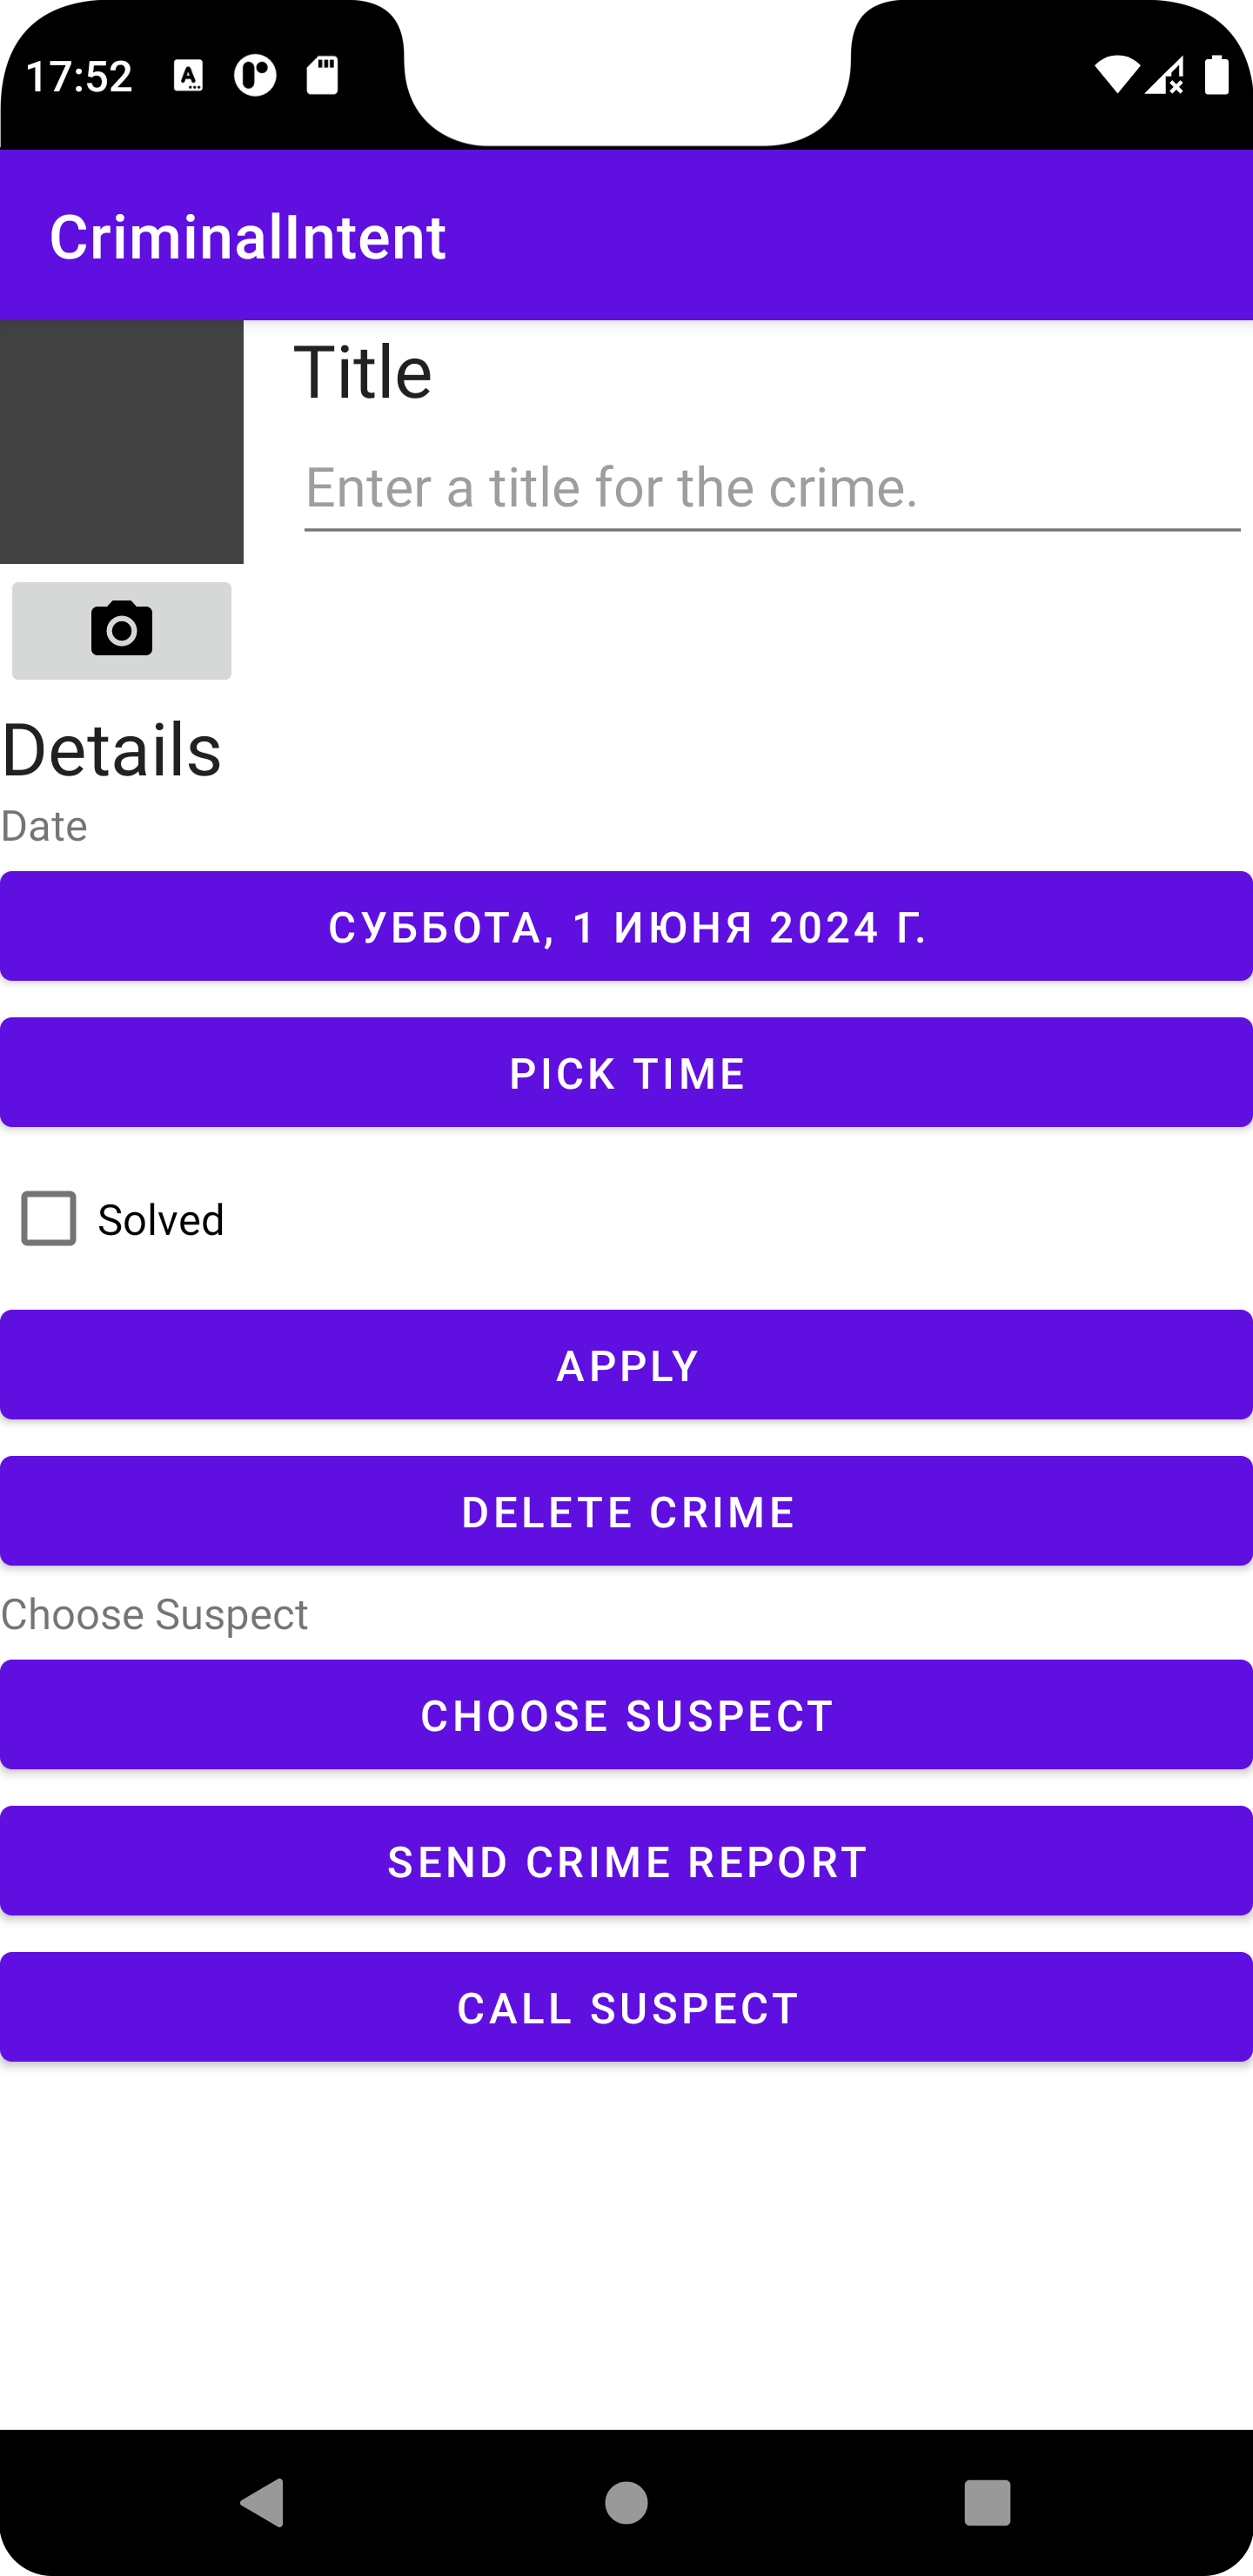 17:52
CriminalIntent
Title
Enter a title for the crime.
Details
Date
СУББОТА, 1 ИЮНЯ 2024 Г.
PICK TIME
Solved
APPLY
DELETE CRIME
Choose Suspect
CHOOSE SUSPECT
SEND CRIME REPORT
CALL SUSPECT